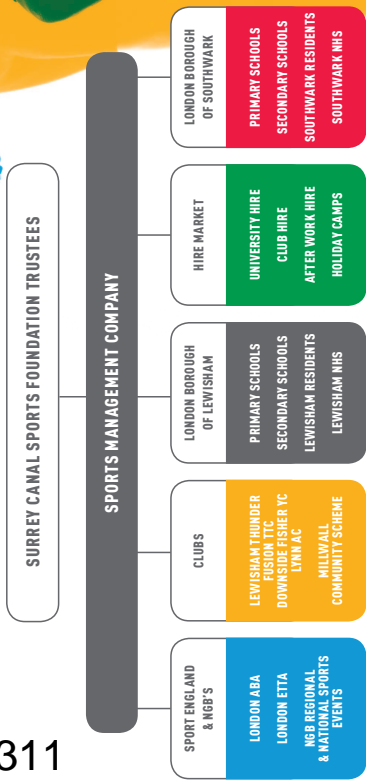 SURREY CANAL SPORTS FOUNDATION TRUSTEES
SPORTS MANAGEMENT COMPANY
SPORT ENGLAND
& NGB'S
LONDON ABA
LONDON ETTA
NGB REGIONAL
& NATIONAL SPORTS
EVENTS
CLUBS
LEWISHAM THUNDER
FUSION TTC
DOWNSIDE FISHER YC
LYNN AC
MILLWALL
COMMUNITY SCHEME
LONDON BOROUGH
OF LEWISHAM
PRIMARY SCHOOLS
SECONDARY SCHOOLS
LEWISHAM RESIDENTS
LEWISHAM NHS
HIRE MARKET
UNIVERSITY HIRE
CLUB HIRE
AFTER WORK HIRE
HOLIDAY CAMPS
LONDON BOROUGH
OF SOUTHWARK
PRIMARY SCHOOLS
SECONDARY SCHOOLS
SOUTHWARK RESIDENTS
SOUTHWARK NHS
311